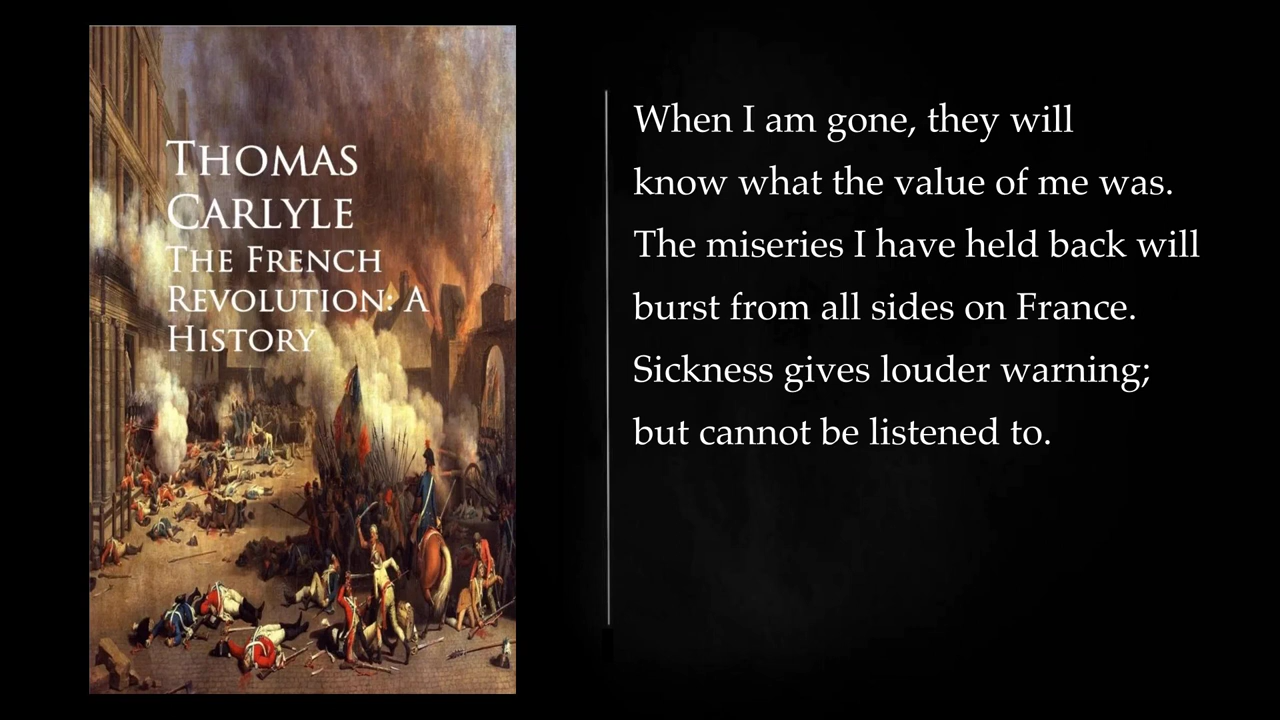 THOMAS
CARLYLE
THE FRENCH
REVOLUTION: A
HISTORY
When I am gone, they will
know what the value of me was.
The miseries I have held back will
burst from all sides on France.
Sickness gives louder warning;
but cannot be listened to.